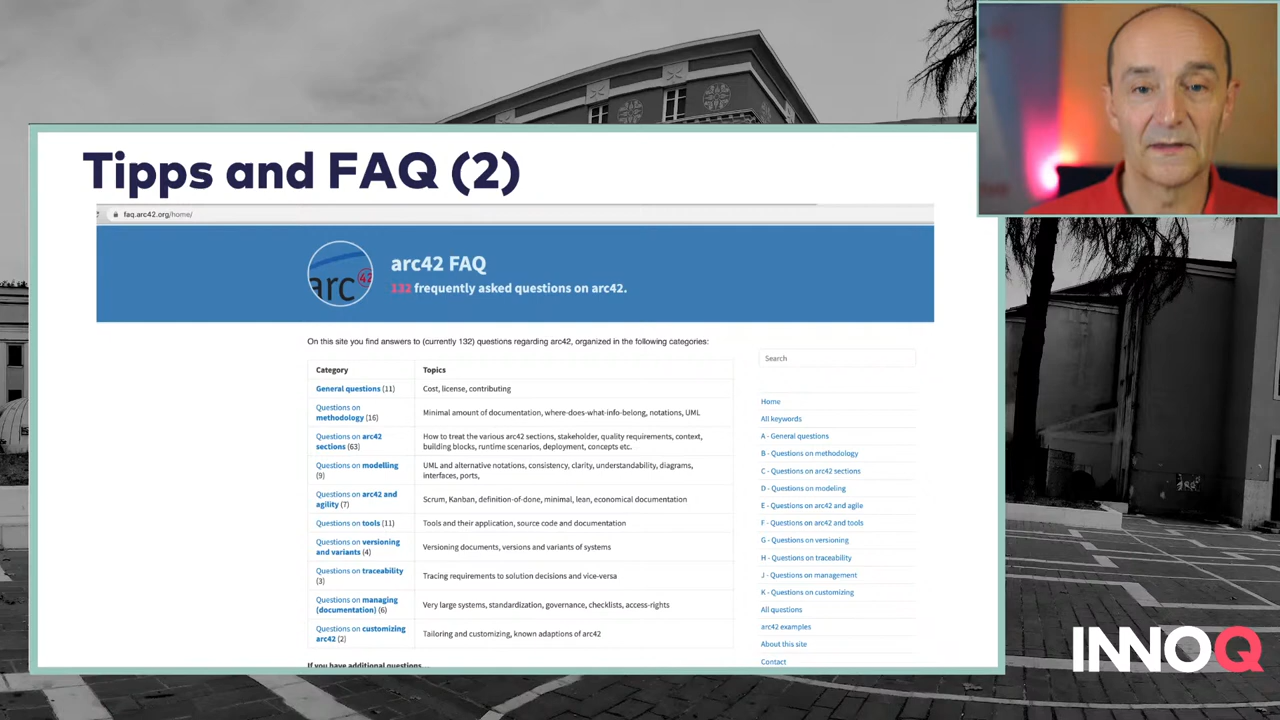 Tipps and FAQ (2)
faq.arc42.org/home/
arc 42
arc42 FAQ
132 frequently asked questions on arc42.
On this site you find answers to (currently 132) questions regarding arc42, organized in the following categories:
Category Topics
General questions (11) Cost, license, contributing
Questions on
methodology (16)
Minimal amount of documentation, where-does-what-info-belong, notations, UML
Questions on arc42
sections (63)
How to treat the various arc42 sections, stakeholder, quality requirements, context,
building blocks, runtime scenarios, deployment, concepts etc.
Questions on modelling
(9)
UML and alternative notations, consistency, clarity, understandability, diagrams,
interfaces, ports,
Questions on arc42 and
agility (7)
Scrum, Kanban, definition-of-done, minimal, lean, economical documentation
Questions on tools (11) Tools and their application, source code and documentation
Questions on versioning
and variants (4)
Versioning documents, versions and variants of systems
Questions on traceability
(3)
Tracing requirements to solution decisions and vice-versa
Questions on managing
(documentation) (6)
Very large systems, standardization, governance, checklists, access-rights
Questions on customizing
arc42 (2)
Tailoring and customizing, known adaptions of arc42
If you have additional questions...
Search
Home
All keywords
A - General questions
B - Questions on methodology
C - Questions on arc42 sections
D - Questions on modeling
E - Questions on arc42 and agile
F - Questions on arc42 and tools
G - Questions on versioning
H - Questions on traceability
J - Questions on management
K - Questions on customizing
All questions
arc42 examples
About this site
Contact
INNOQ